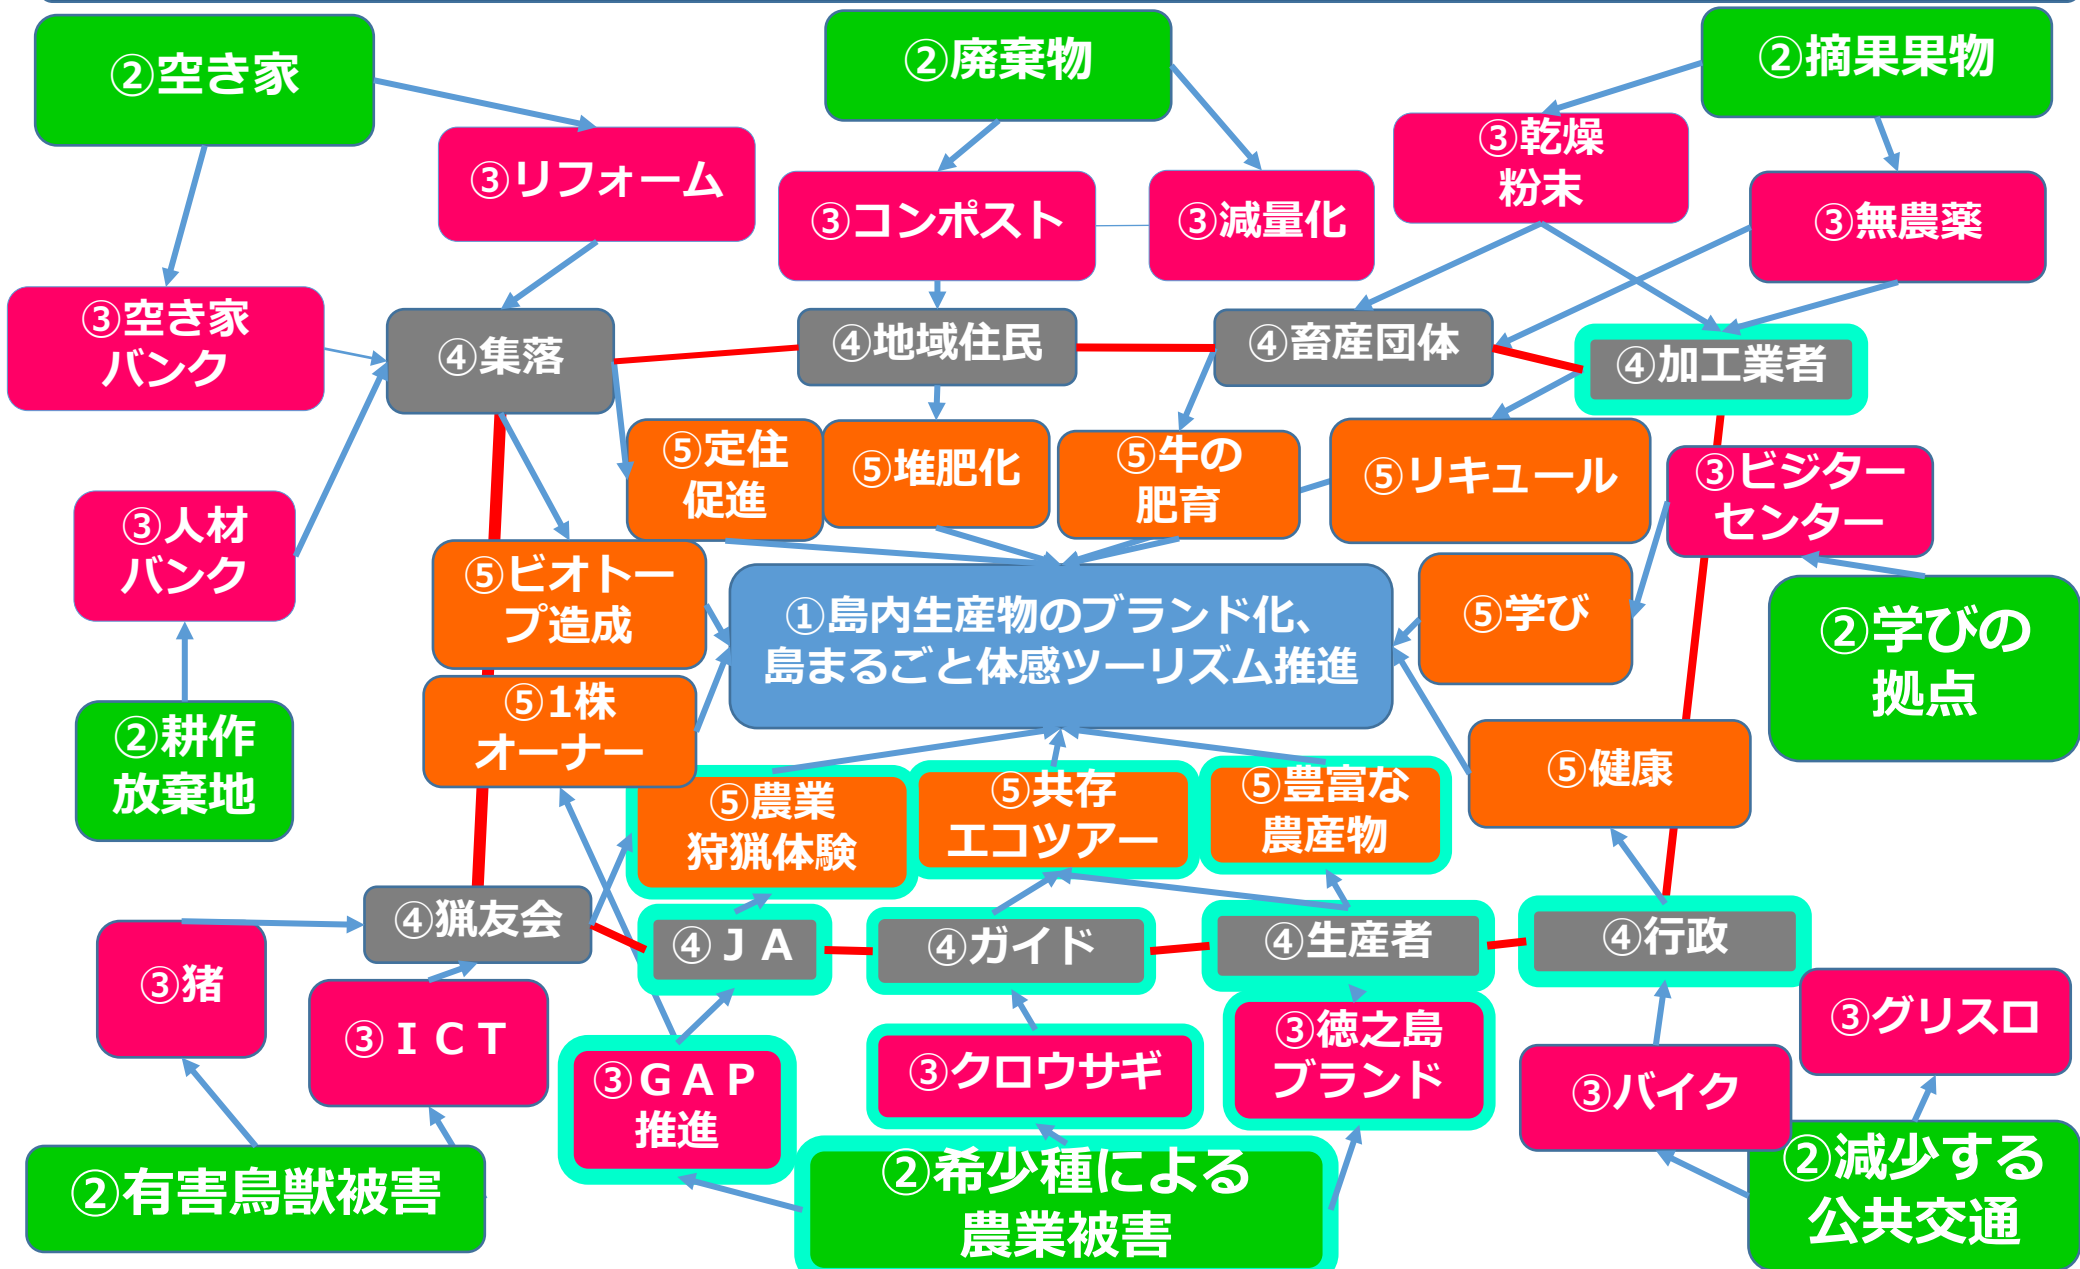 ②空き家
②廃棄物
②摘果果物
③リフォーム
③コンポスト
③減量化
③乾燥
粉末
③無農薬
③空き家
バンク
④集落
④地域住民
④畜産団体
④加工業者
⑤定住
促進
⑤堆肥化
⑤牛の
肥育
⑤リキュール
③ビジター
センター
③人材
バンク
⑤ビオトー
プ造成
①島内生産物のブランド化、
島まるごと体感ツーリズム推進
⑤学び
②学びの
拠点
②耕作
放棄地
⑤1株
オーナー
⑤農業
狩猟体験
⑤共存
エコツアー
⑤豊富な
農産物
⑤健康
④猟友会
④ＪＡ
④ガイド
④生産者
④行政
③猪
③ＩＣＴ
③ＧＡＰ
推進
③クロウサギ
③徳之島
ブランド
③バイク
③グリスロ
②有害鳥獣被害
②希少種による
農業被害
②減少する
公共交通